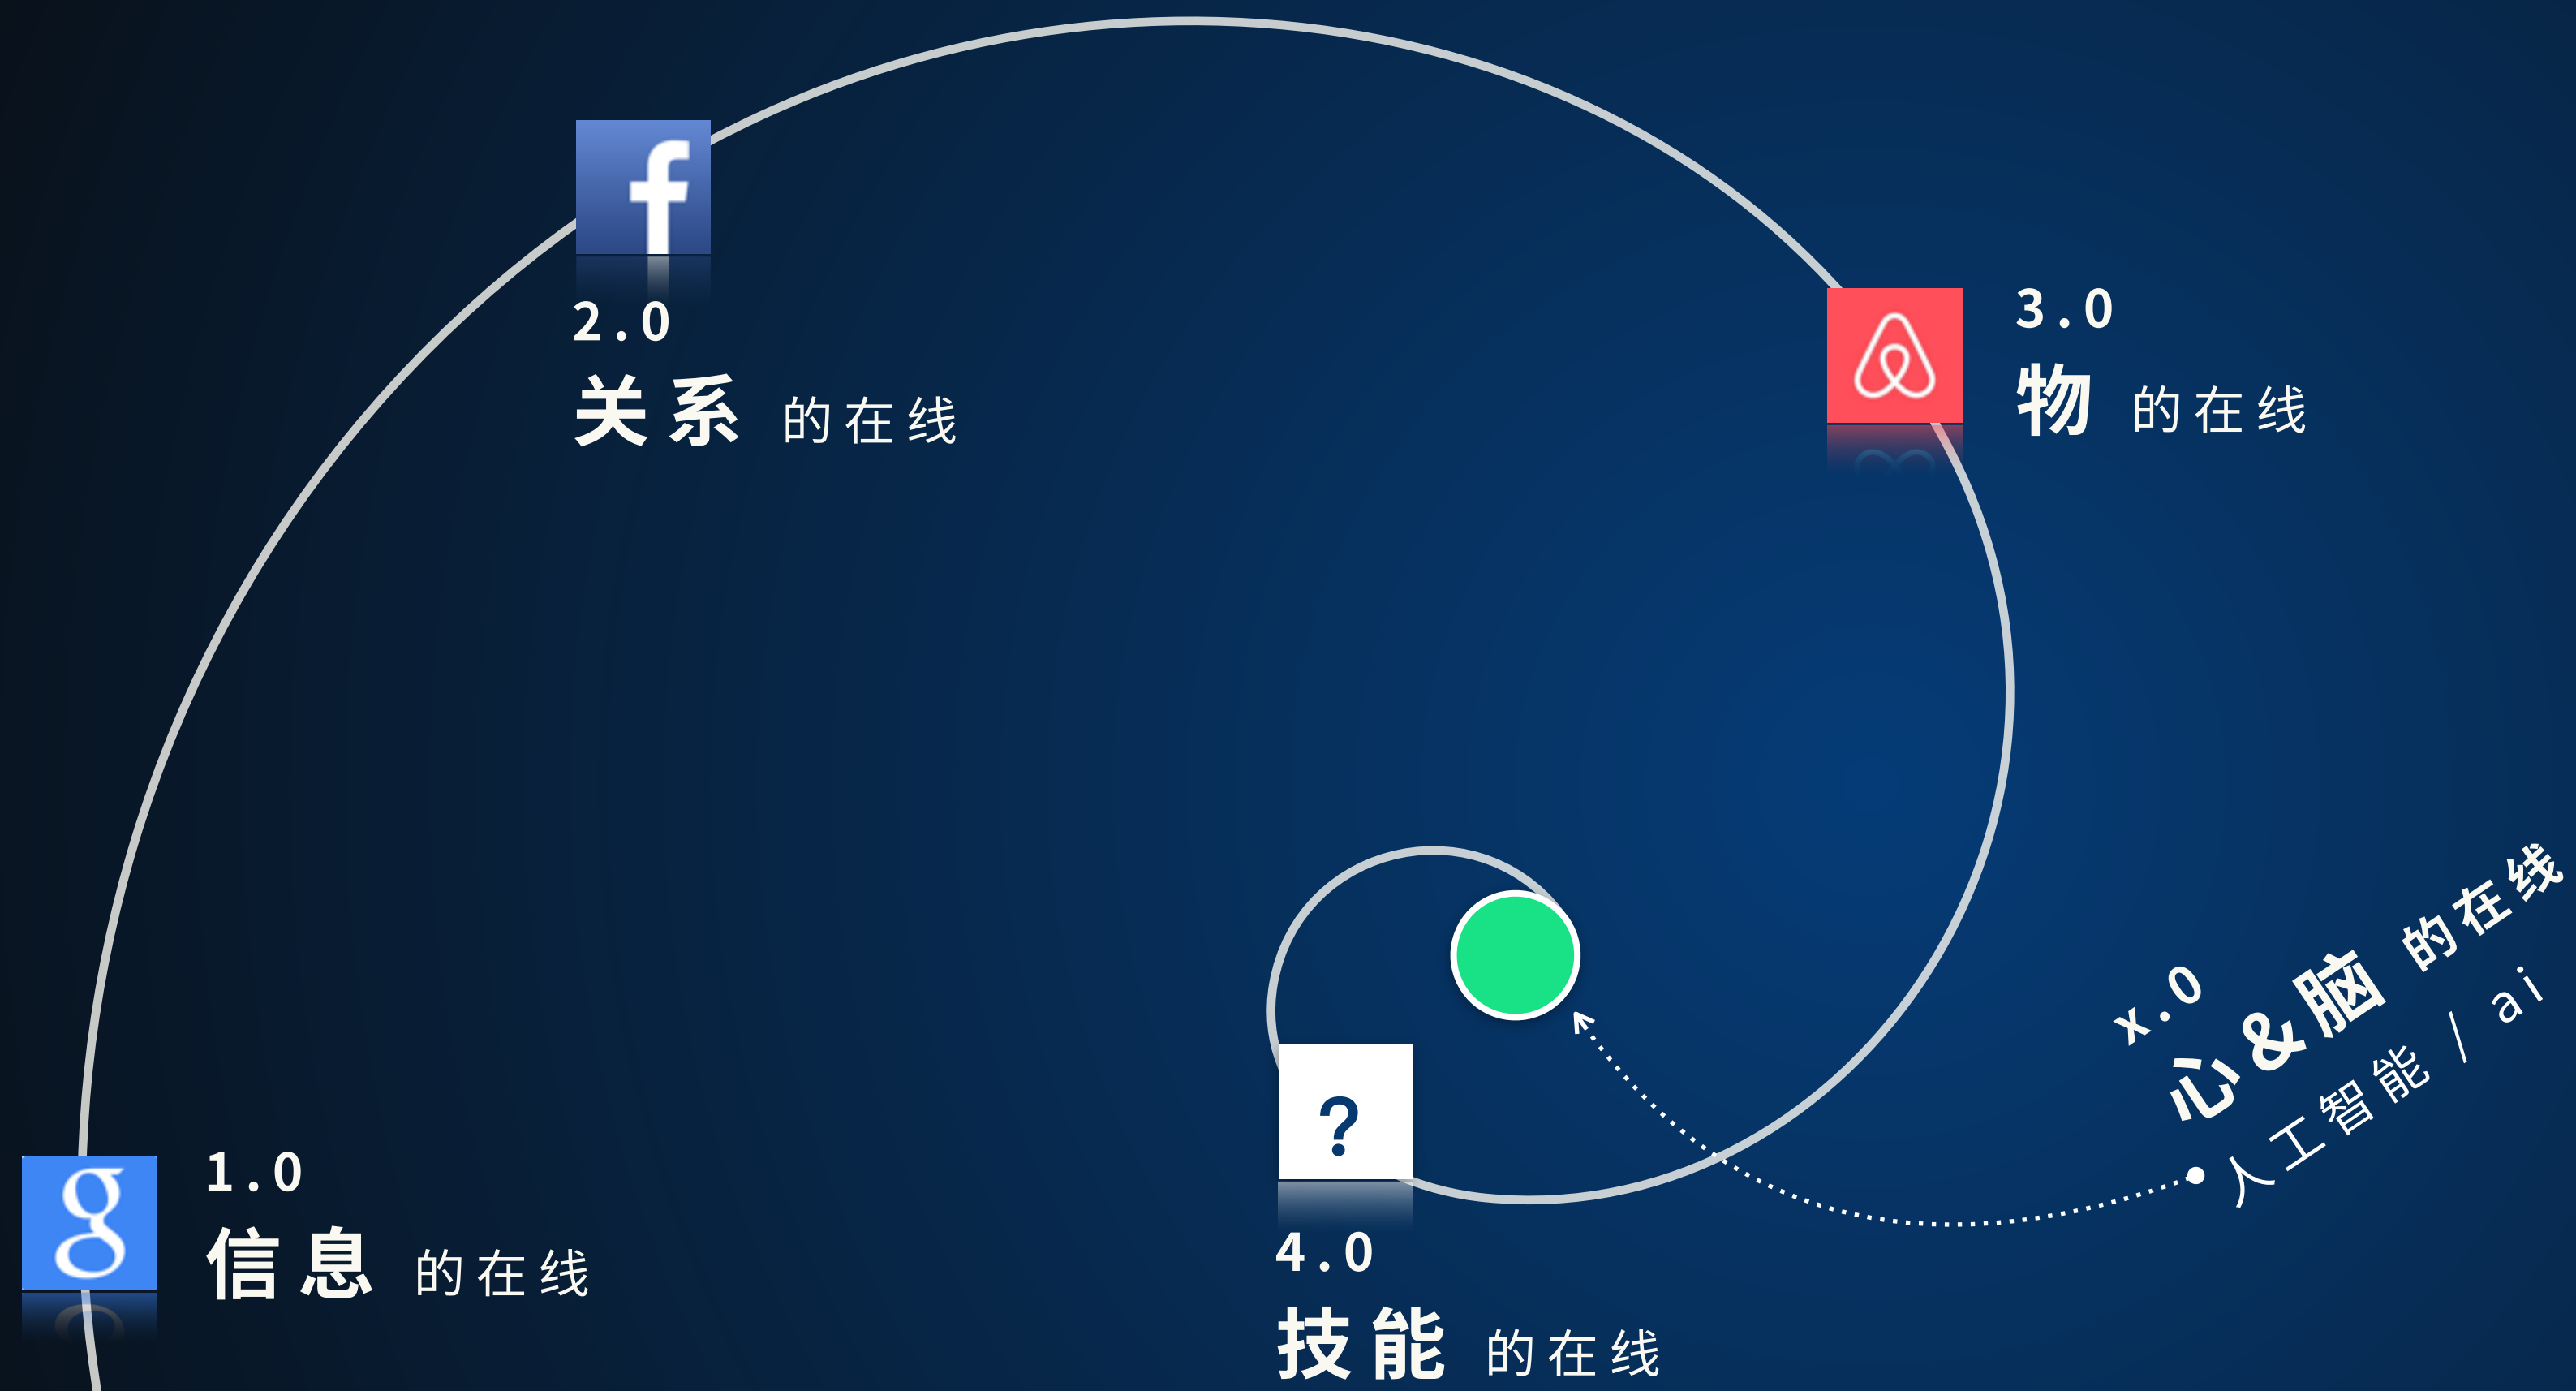 f
2.0
关系 的在线
3.0
物 的在线
x.0
心&脑 的在线
人工智能 / ai
?
4.0
技能 的在线
g
1.0
信息 的在线